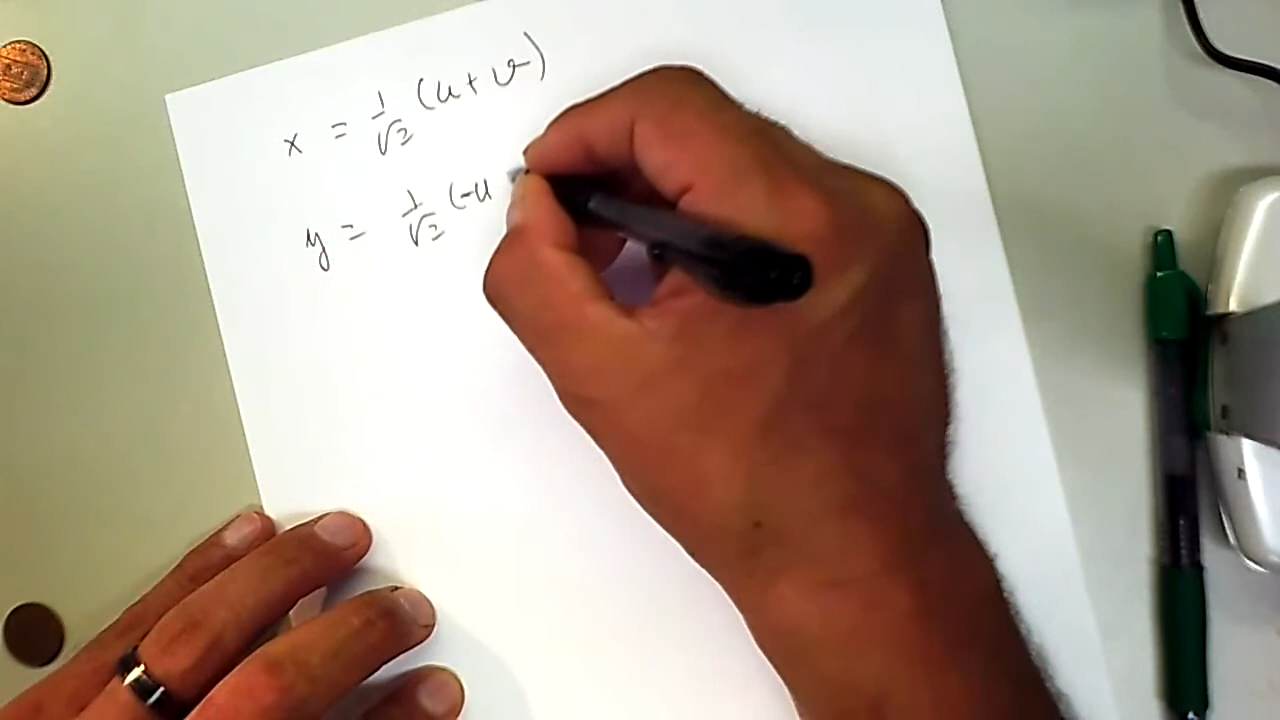 x = 1/√2 (u + v)
y = 1/√2 (-u